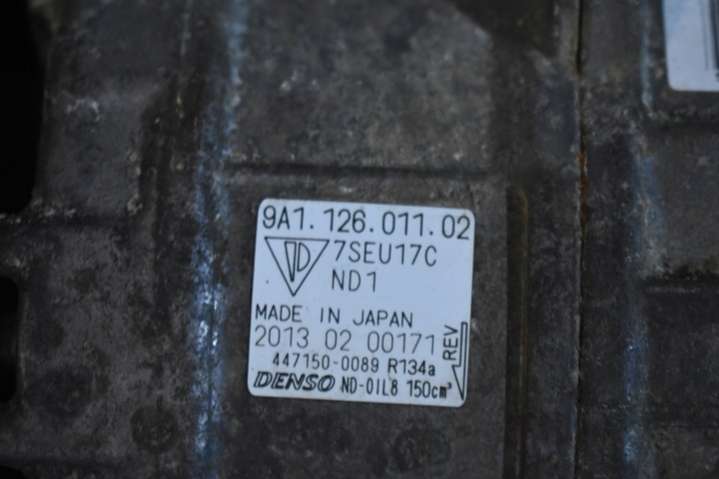 9A1.126.011.02
7SEU17C
ND1
MADE IN JAPAN
2013 02 00171
REV
447150-0089 R134a
DENSO ND-OIL8 150cm³